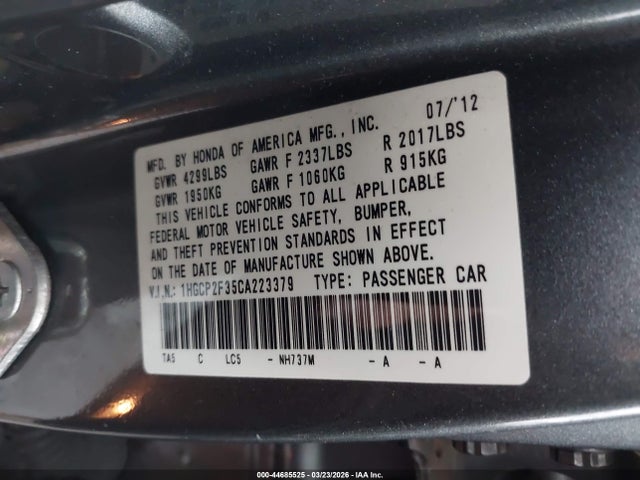 07/'12
MFD. BY HONDA OF AMERICA MFG., INC.
GVWR 4299LBS GAWR F 2337LBS R 2017LBS
GVWR 1950KG GAWR F 1060KG R 915KG
THIS VEHICLE CONFORMS TO ALL APPLICABLE
FEDERAL MOTOR VEHICLE SAFETY, BUMPER,
AND THEFT PREVENTION STANDARDS IN EFFECT
ON THE DATE OF MANUFACTURE SHOWN ABOVE.
V.I.N.: 1HGCP2F35CA223379 TYPE: PASSENGER CAR
TA5 C LC5 - NH737M - A - A
000-44685525 | 03/23/2026 - IAA Inc.